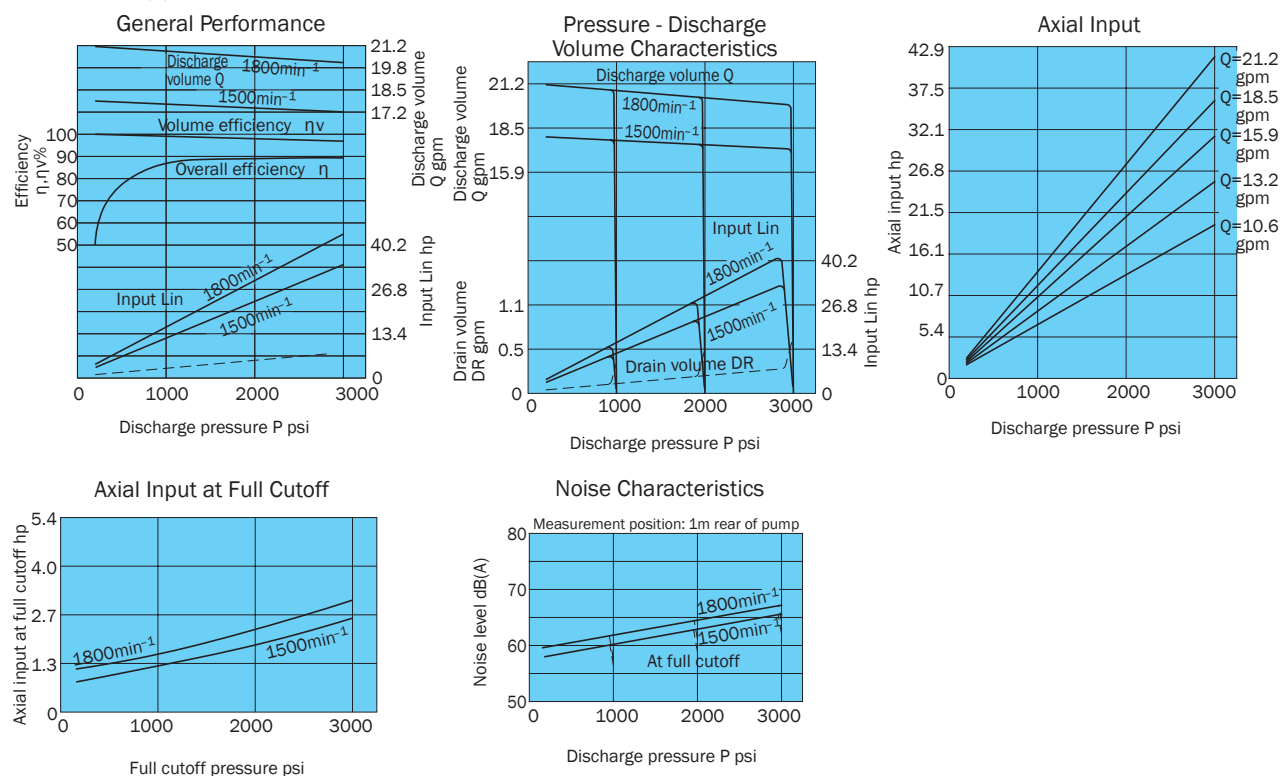 General Performance
Discharge
volume Q
1800min⁻¹
1500min⁻¹
Volume efficiency ηv
Overall efficiency η
Input Lin
1800min⁻¹
1500min⁻¹
Efficiency
η,ηv%
100
90
80
70
60
50
21.2
19.8
18.5
17.2
Discharge volume
Q gpm
40.2
26.8
13.4
0
Input Lin hp
0
1000
2000
3000
Discharge pressure P psi
Pressure - Discharge
Volume Characteristics
Discharge volume Q
1800min⁻¹
1500min⁻¹
Input Lin
1800min⁻¹
1500min⁻¹
Drain volume DR
Discharge volume
Q gpm
21.2
18.5
15.9
Drain volume
DR gpm
1.1
0.5
0
40.2
26.8
13.4
0
Input Lin hp
0
1000
2000
3000
Discharge pressure P psi
Axial Input
Axial input hp
42.9
37.5
32.1
26.8
21.5
16.1
10.7
5.4
0
Q=21.2
gpm
Q=18.5
gpm
Q=15.9
gpm
Q=13.2
gpm
Q=10.6
gpm
0
1000
2000
3000
Discharge pressure P psi
Axial Input at Full Cutoff
Axial input at full cutoff hp
5.4
4.0
2.7
1.3
0
1800min⁻¹
1500min⁻¹
0
1000
2000
3000
Full cutoff pressure psi
Noise Characteristics
Measurement position: 1m rear of pump
Noise level dB(A)
80
70
60
50
1800min⁻¹
1500min⁻¹
At full cutoff
0
1000
2000
3000
Discharge pressure P psi